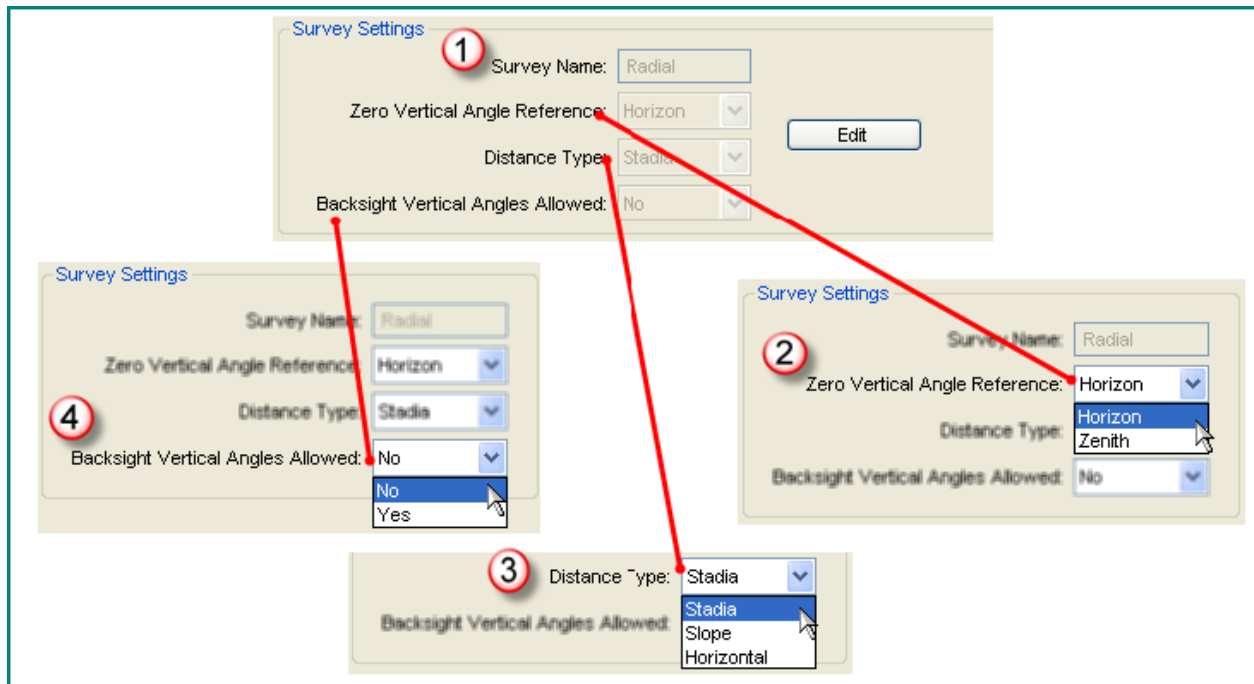 Survey Settings
1
Survey Name: Radial
Zero Vertical Angle Reference: Horizon
Edit
Distance Type: Stadia
Backsight Vertical Angles Allowed: No
Survey Settings
Survey Name: Radial
Zero Vertical Angle Reference: Horizon
Distance Type: Stadia
4
Backsight Vertical Angles Allowed: No
No
Yes
Survey Settings
Survey Name: Radial
2
Zero Vertical Angle Reference: Horizon
Horizon
Zenith
Distance Type:
Backsight Vertical Angles Allowed: No
3
Distance Type: Stadia
Stadia
Slope
Horizontal
Backsight Vertical Angles Allowed: